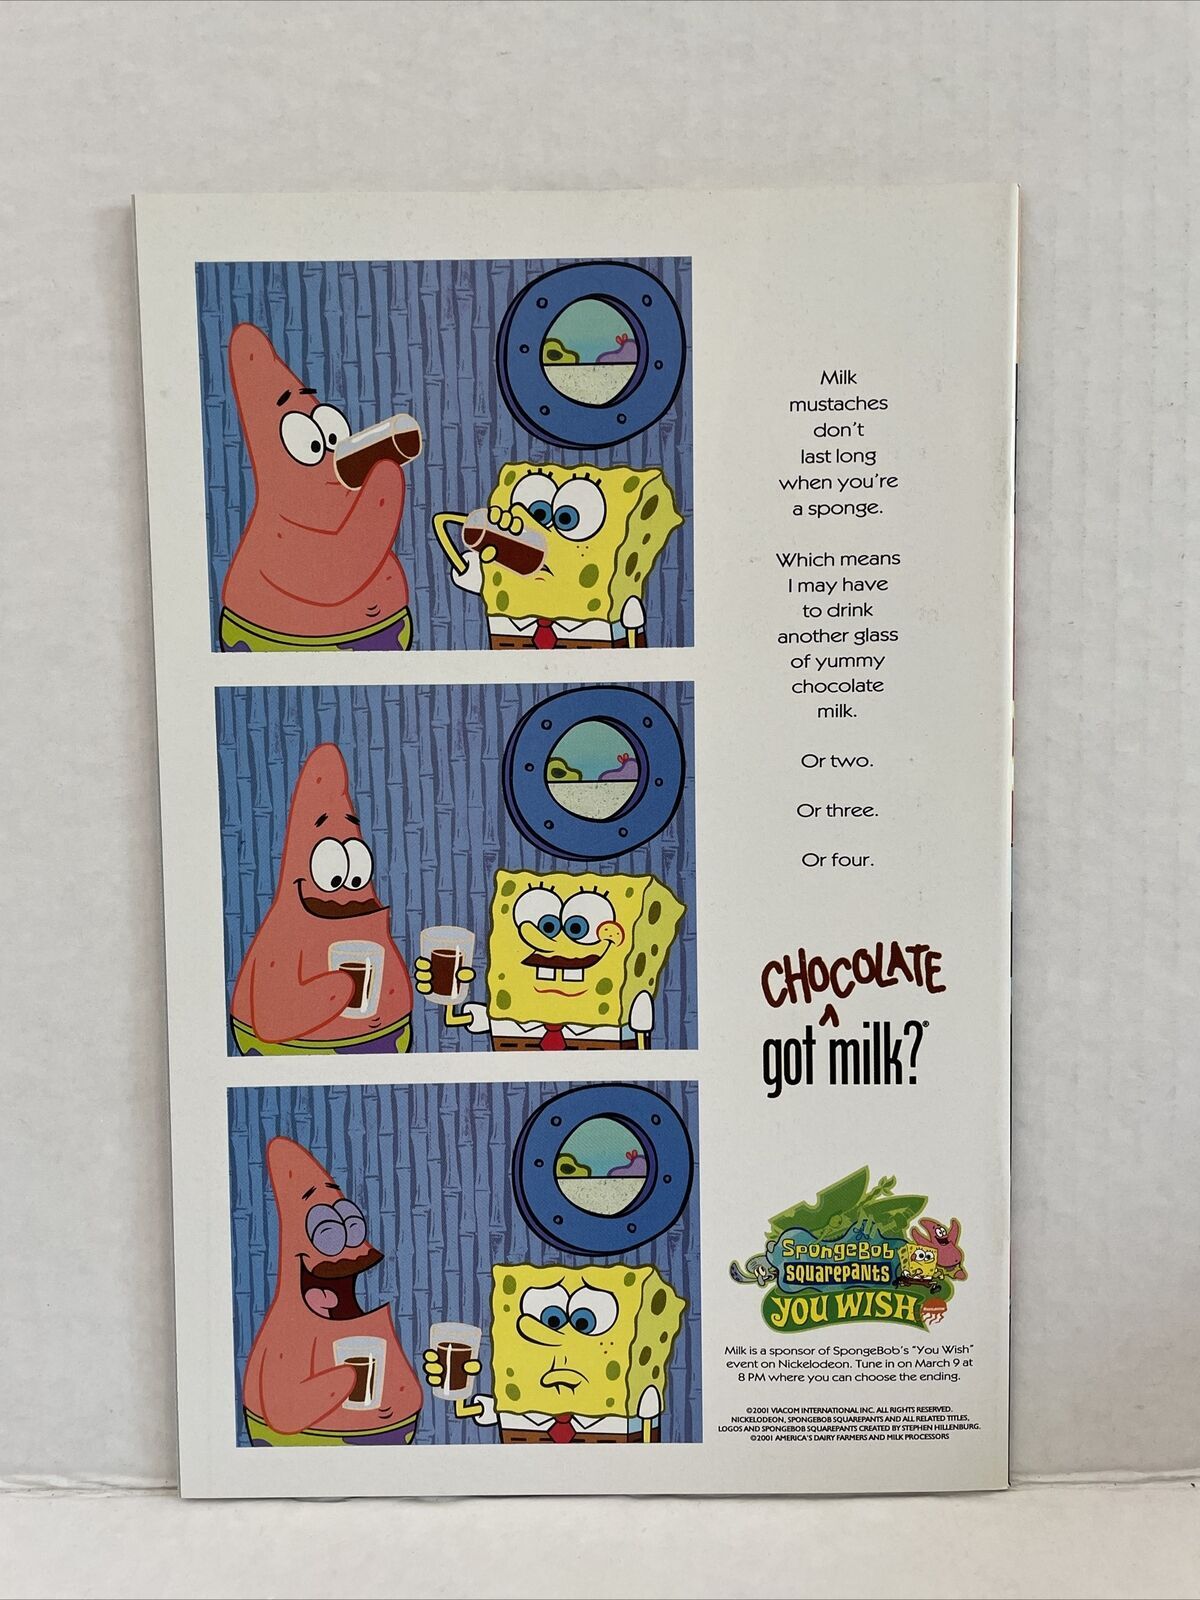 Milk
mustaches
don't
last long
when you're
a sponge.
Which means
I may have
to drink
another glass
of yummy
chocolate
milk.
Or two.
Or three.
Or four.
CHOCOLATE
^
got milk?®
SpongeBob
SQUAREPANTS
YOU WISH
NICKELODEON
Milk is a sponsor of SpongeBob's "You Wish"
event on Nickelodeon. Tune in on March 9 at
8 PM where you can choose the ending.
©2001 VIACOM INTERNATIONAL INC. ALL RIGHTS RESERVED.
NICKELODEON, SPONGEBOB SQUAREPANTS AND ALL RELATED TITLES,
LOGOS AND SPONGEBOB SQUAREPANTS CREATED BY STEPHEN HILLENBURG.
©2001 AMERICA'S DAIRY FARMERS AND MILK PROCESSORS